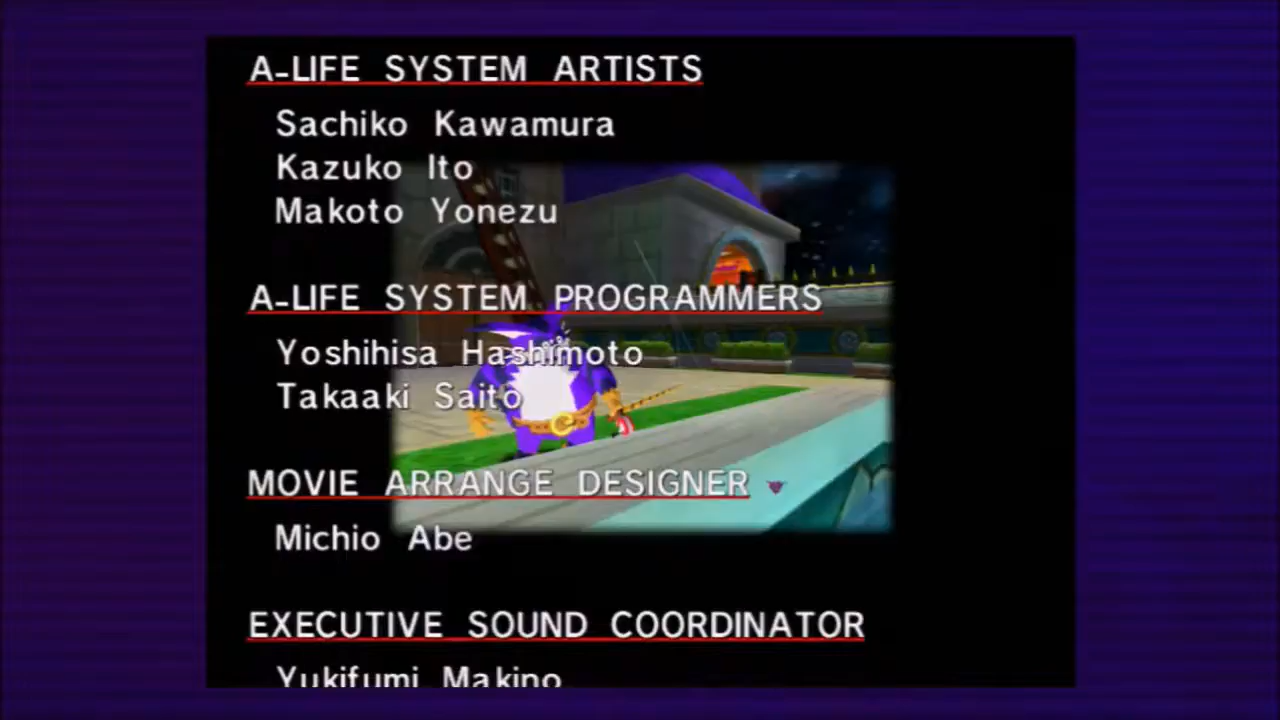 A-LIFE SYSTEM ARTISTS
Sachiko Kawamura
Kazuko Ito
Makoto Yonezu
A-LIFE SYSTEM PROGRAMMERS
Yoshihisa Hashimoto
Takaaki Saito
MOVIE ARRANGE DESIGNER
Michio Abe
EXECUTIVE SOUND COORDINATOR
Yukifumi Makino